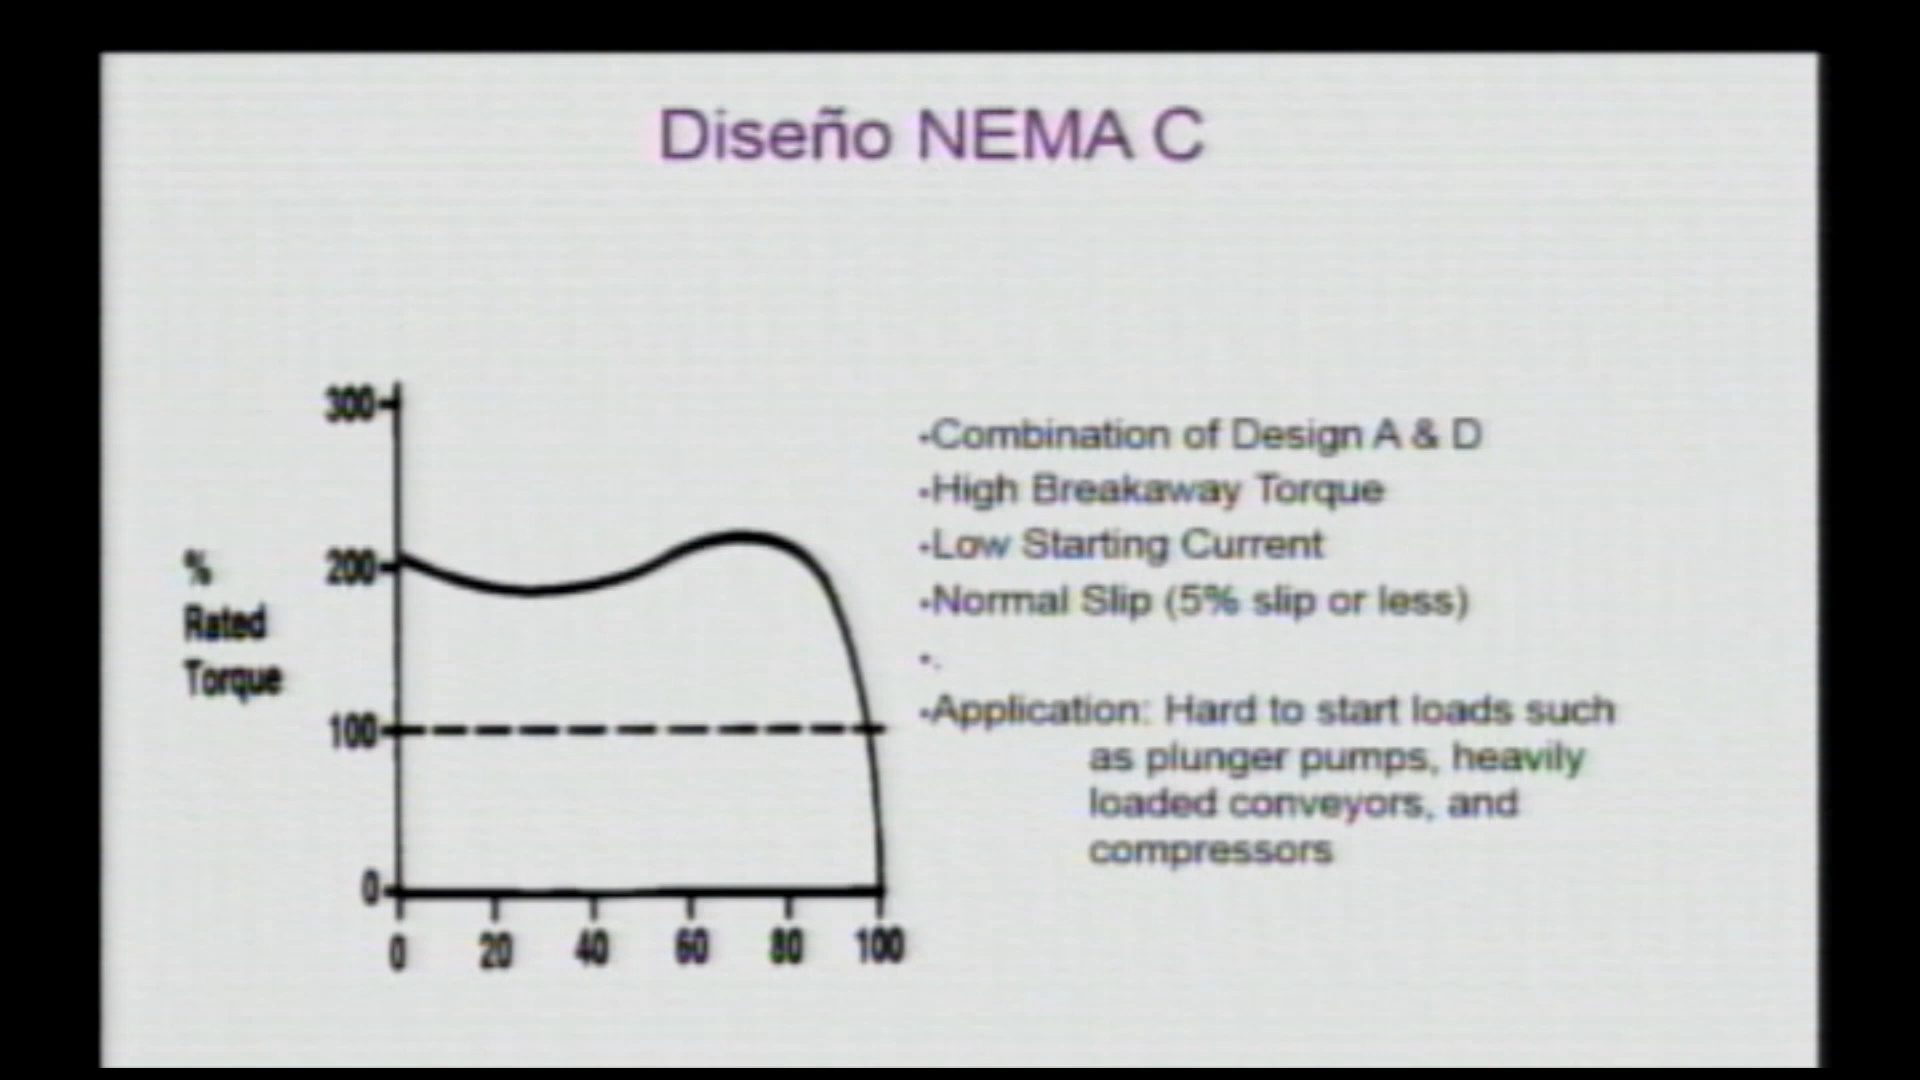 Diseño NEMA C
300
200
100
0
%
Rated
Torque
0 20 40 60 80 100
•Combination of Design A & D
•High Breakaway Torque
•Low Starting Current
•Normal Slip (5% slip or less)
•.
•Application: Hard to start loads such
as plunger pumps, heavily
loaded conveyors, and
compressors